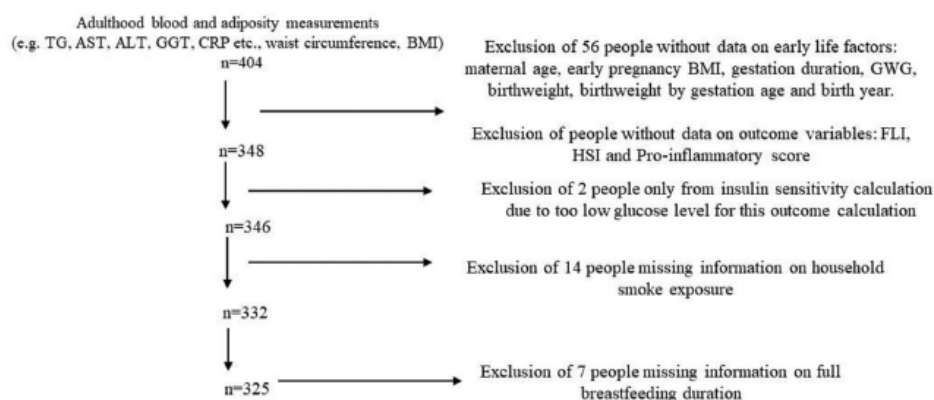 Adulthood blood and adiposity measurements
(e.g. TG, AST, ALT, GGT, CRP etc., waist circumference, BMI)
n=404
Exclusion of 56 people without data on early life factors:
maternal age, early pregnancy BMI, gestation duration, GWG,
birthweight, birthweight by gestation age and birth year.
n=348
Exclusion of people without data on outcome variables: FLI,
HSI and Pro-inflammatory score
Exclusion of 2 people only from insulin sensitivity calculation
due to too low glucose level for this outcome calculation
n=346
Exclusion of 14 people missing information on household
smoke exposure
n=332
Exclusion of 7 people missing information on full
breastfeeding duration
n=325